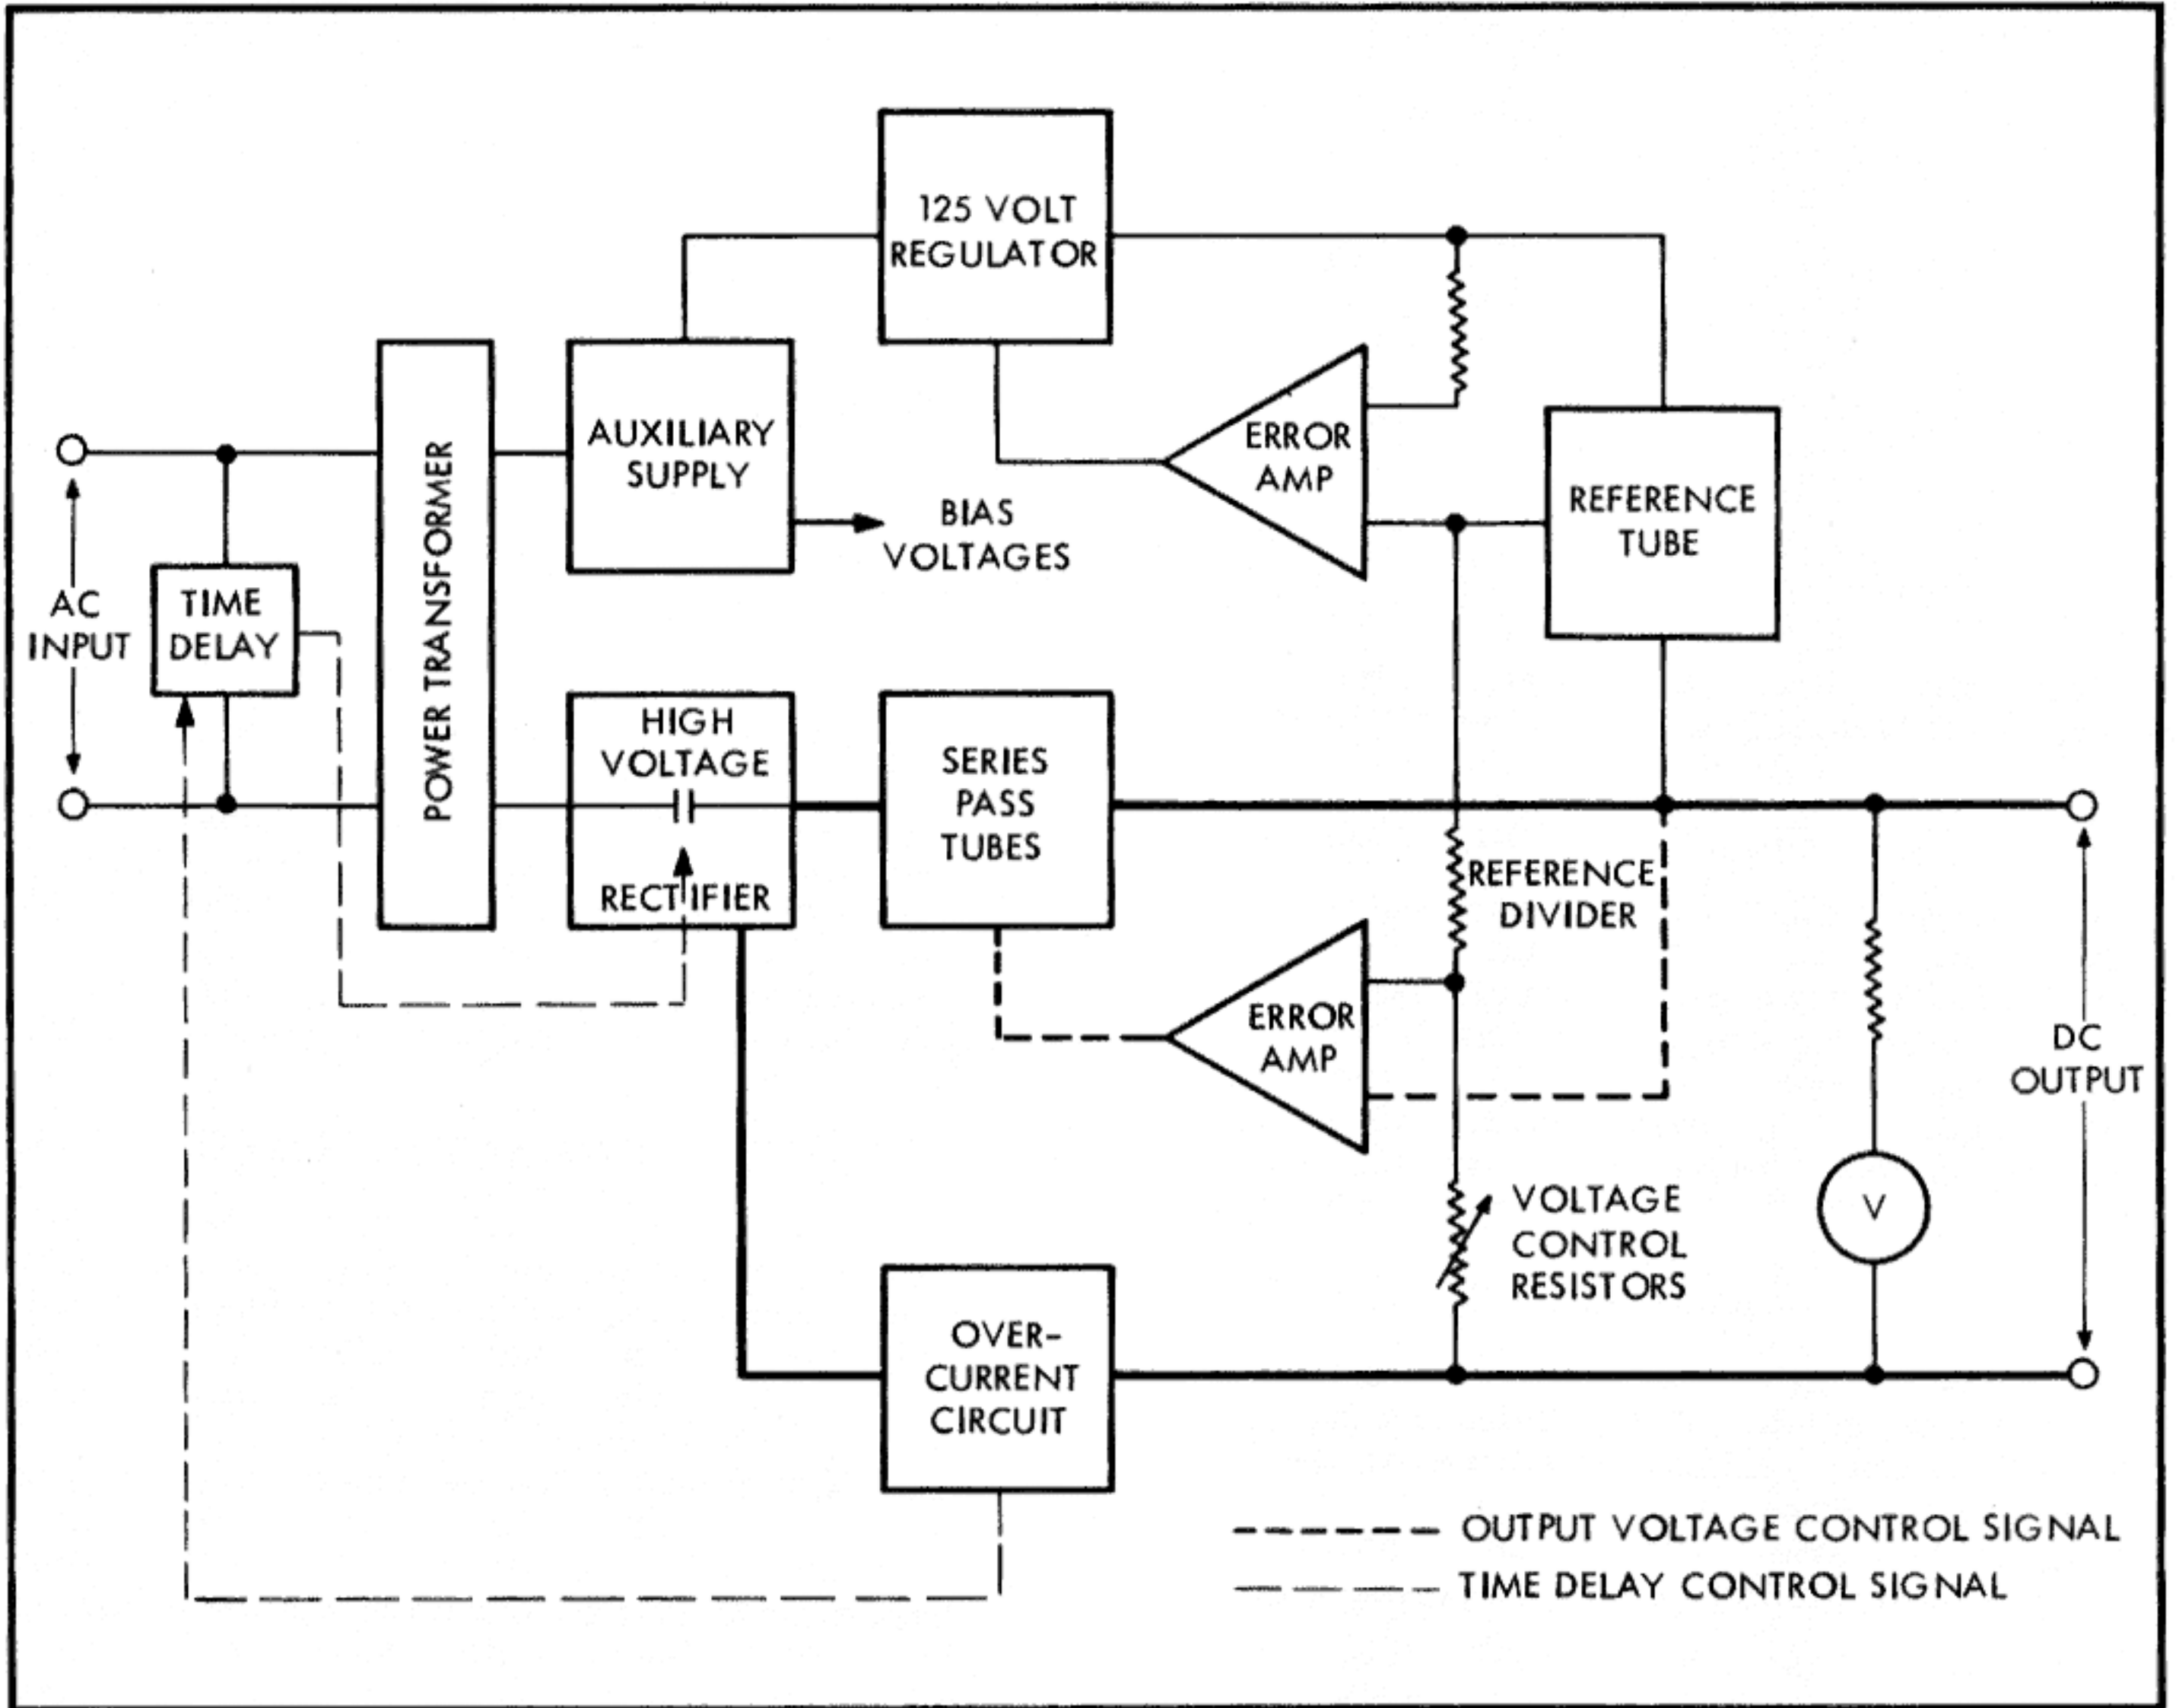 125 VOLT
REGULATOR
AUXILIARY
SUPPLY
ERROR
AMP
REFERENCE
TUBE
BIAS
VOLTAGES
POWER TRANSFORMER
AC
INPUT
TIME
DELAY
HIGH
VOLTAGE
RECTIFIER
SERIES
PASS
TUBES
REFERENCE
DIVIDER
ERROR
AMP
DC
OUTPUT
VOLTAGE
CONTROL
RESISTORS
V
OVER-
CURRENT
CIRCUIT
OUTPUT VOLTAGE CONTROL SIGNAL
TIME DELAY CONTROL SIGNAL